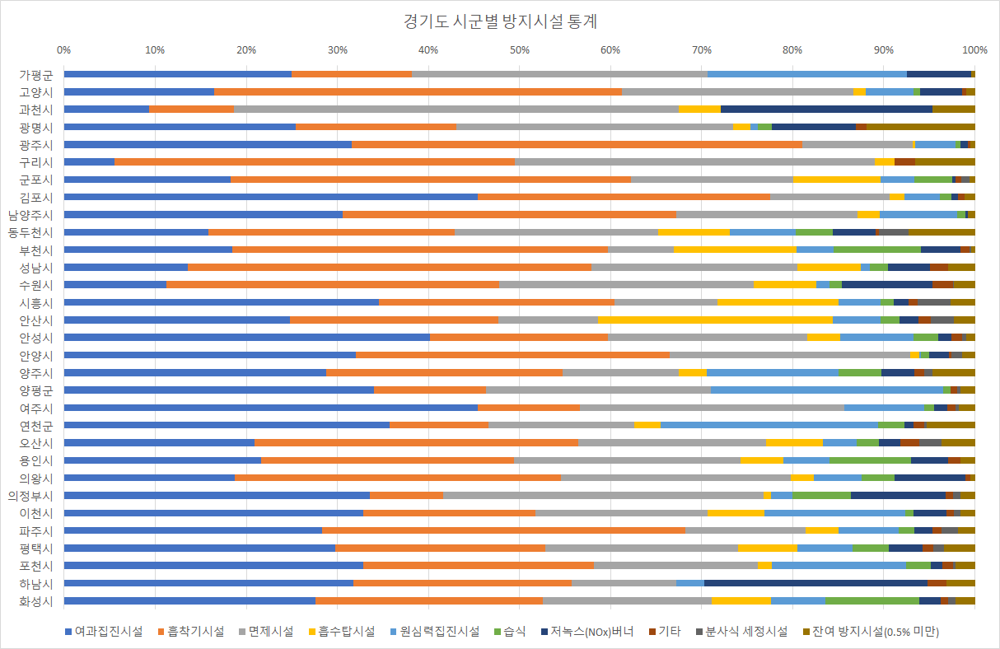 경기도 시군별 방지시설 통계
0% 10% 20% 30% 40% 50% 60% 70% 80% 90% 100%
가평군
고양시
과천시
광명시
광주시
구리시
군포시
김포시
남양주시
동두천시
부천시
성남시
수원시
시흥시
안산시
안성시
안양시
양주시
양평군
여주시
연천군
오산시
용인시
의왕시
의정부시
이천시
파주시
평택시
포천시
하남시
화성시
여과집진시설 흡착기시설 면제시설 흡수탑시설 원심력집진시설 습식 저녹스(NOx)버너 기타 분사식 세정시설 잔여 방지시설(0.5% 미만)